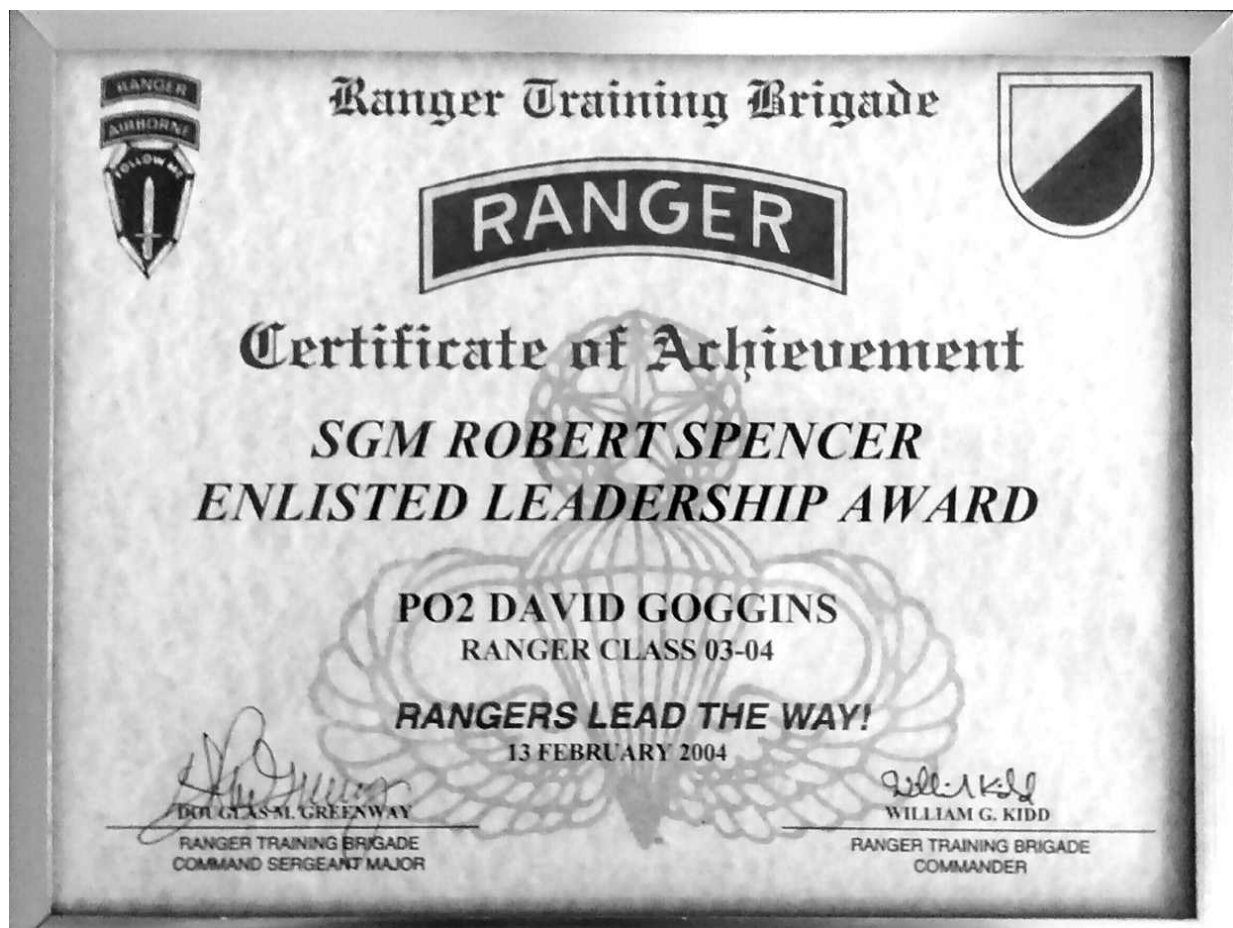 RANGER
AIRBORNE
FOLLOW ME
Ranger Training Brigade
RANGER
Certificate of Achievement
SGM ROBERT SPENCER
ENLISTED LEADERSHIP AWARD
PO2 DAVID GOGGINS
RANGER CLASS 03-04
RANGERS LEAD THE WAY!
13 FEBRUARY 2004
DOUGLAS M. GREENWAY
RANGER TRAINING BRIGADE
COMMAND SERGEANT MAJOR
William Kidd
WILLIAM G. KIDD
RANGER TRAINING BRIGADE
COMMANDER